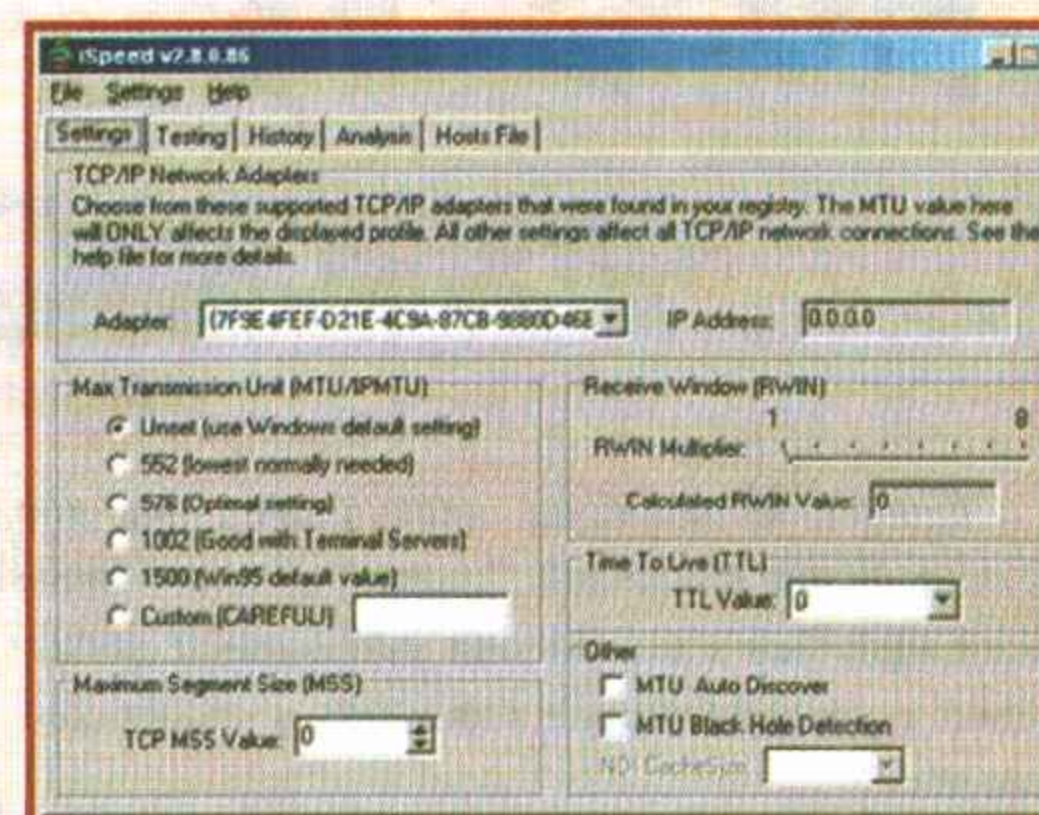 iSpeed v2.8.0.86
File Settings Help
Settings Testing History Analysis Hosts File
TCP/IP Network Adapters
Choose from these supported TCP/IP adapters that were found in your registry. The MTU value here
will ONLY affects the displayed profile. All other settings affect all TCP/IP network connections. See the
help file for more details.
Adapter: IP Address: 0.0.0.0
Max Transmission Unit (MTU/IPMTU)
Unset (use Windows default setting)
552 (lowest normally needed)
576 (Optimal setting)
1002 (Good with Terminal Servers)
1500 (Win95 default value)
Custom (CAREFUL!)
Maximum Segment Size (MSS)
TCP MSS Value: 0
Receive Window (RWIN)
1 8
RWIN Multiplier:
Calculated RWIN Value: 0
Time To Live (TTL)
TTL Value: 0
Other
MTU Auto Discover
MTU Black Hole Detection
NDI CacheSize